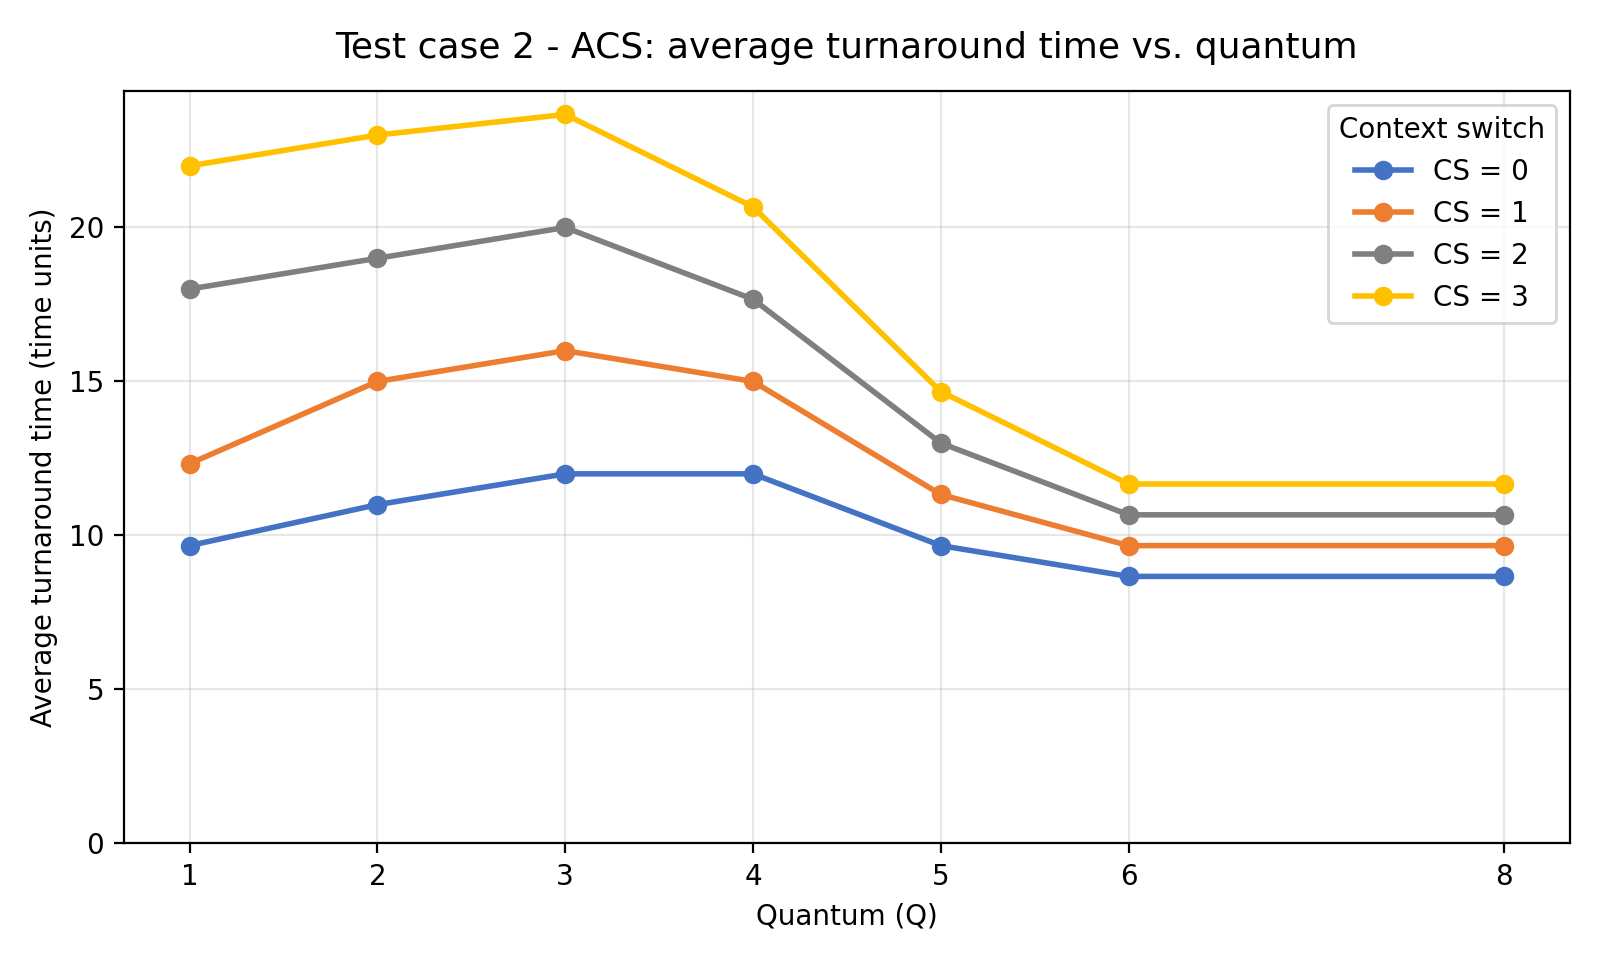 Test case 2 - ACS: average turnaround time vs. quantum
Average turnaround time (time units)
20
15
10
5
0
Context switch
CS = 0
CS = 1
CS = 2
CS = 3
1 2 3 4 5 6 8
Quantum (Q)